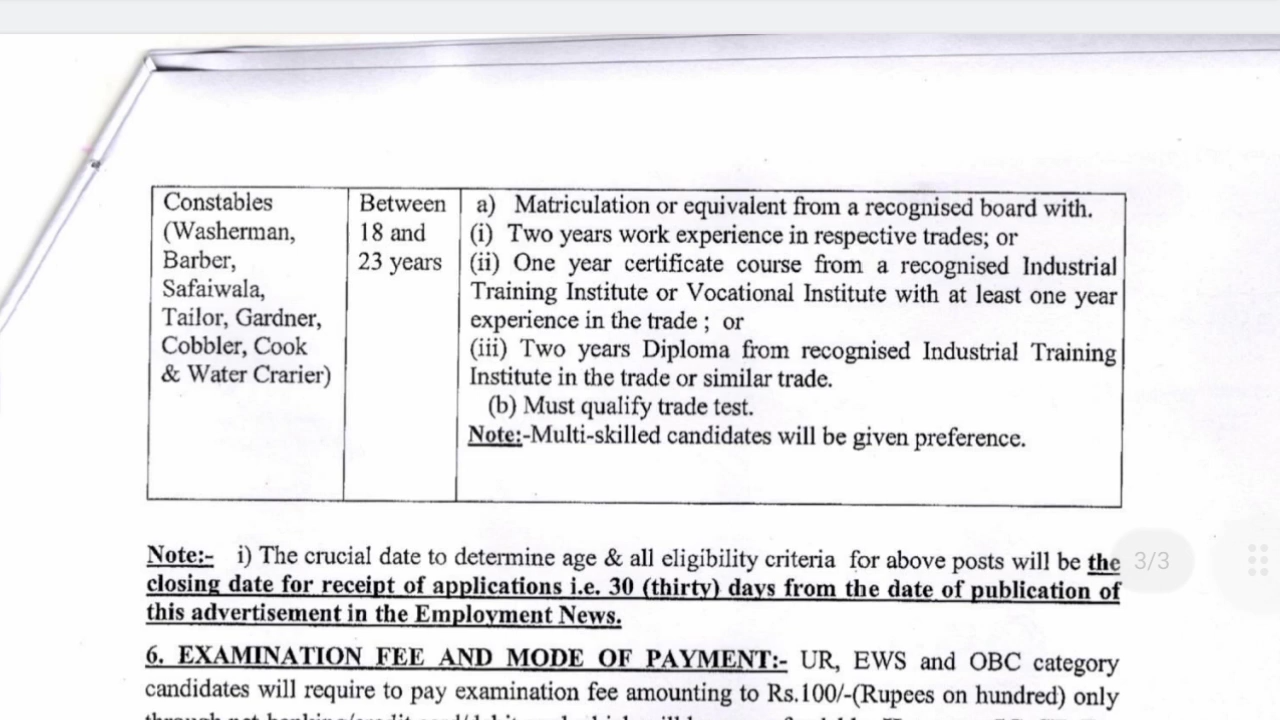 Constables
(Washerman,
Barber,
Safaiwala,
Tailor, Gardner,
Cobbler, Cook
& Water Crarier)
Between
18 and
23 years
a) Matriculation or equivalent from a recognised board with.
(i) Two years work experience in respective trades; or
(ii) One year certificate course from a recognised Industrial
Training Institute or Vocational Institute with at least one year
experience in the trade ; or
(iii) Two years Diploma from recognised Industrial Training
Institute in the trade or similar trade.
(b) Must qualify trade test.
Note:-Multi-skilled candidates will be given preference.
Note:- i) The crucial date to determine age & all eligibility criteria for above posts will be the
closing date for receipt of applications i.e. 30 (thirty) days from the date of publication of
this advertisement in the Employment News.
3/3
6. EXAMINATION FEE AND MODE OF PAYMENT:- UR, EWS and OBC category
candidates will require to pay examination fee amounting to Rs.100/-(Rupees on hundred) only